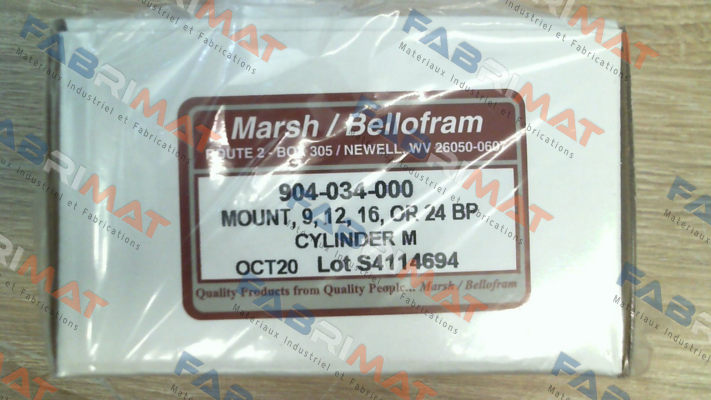 Marsh / Bellofram
ROUTE 2 - BOX 305 / NEWELL, WV 26050-0607
904-034-000
MOUNT, 9, 12, 16, OR 24 BP
CYLINDER M
OCT20 Lot S4114694
Quality Products from Quality People... Marsh / Bellofram
FABRIMAT
Matériaux Industriel et Fabrications